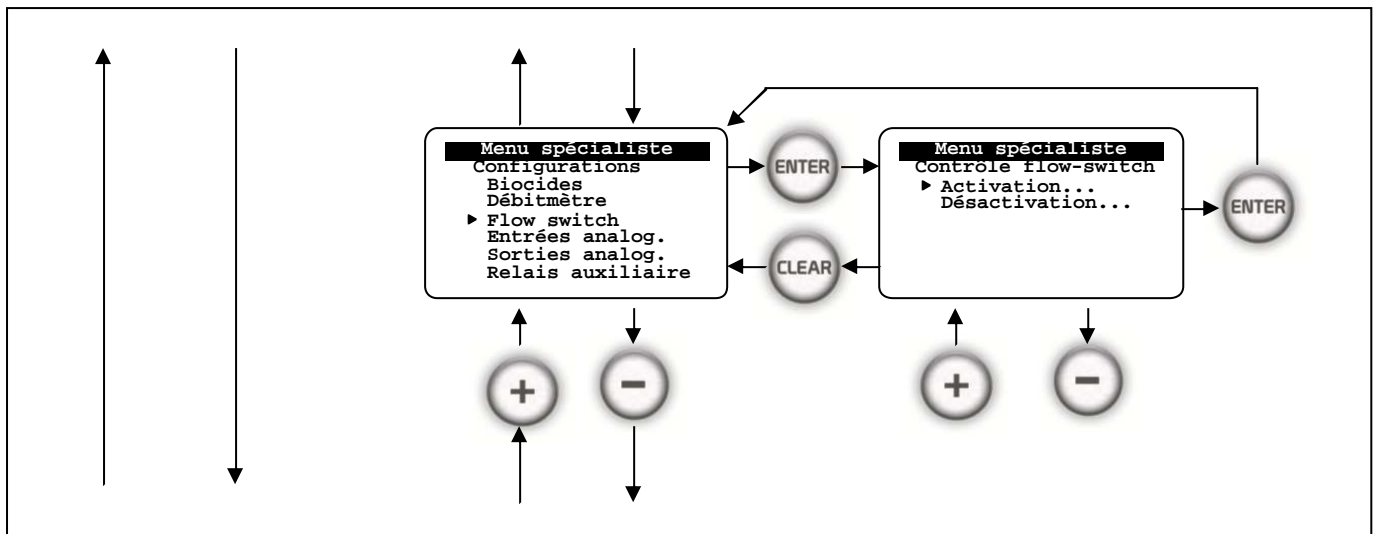 Menu spécialiste
Configurations
Biocides
Débitmètre
▶ Flow switch
Entrées analog.
Sorties analog.
Relais auxiliaire
ENTER
CLEAR
+
-
Menu spécialiste
Contrôle flow-switch
▶ Activation...
Désactivation...
ENTER
+
-